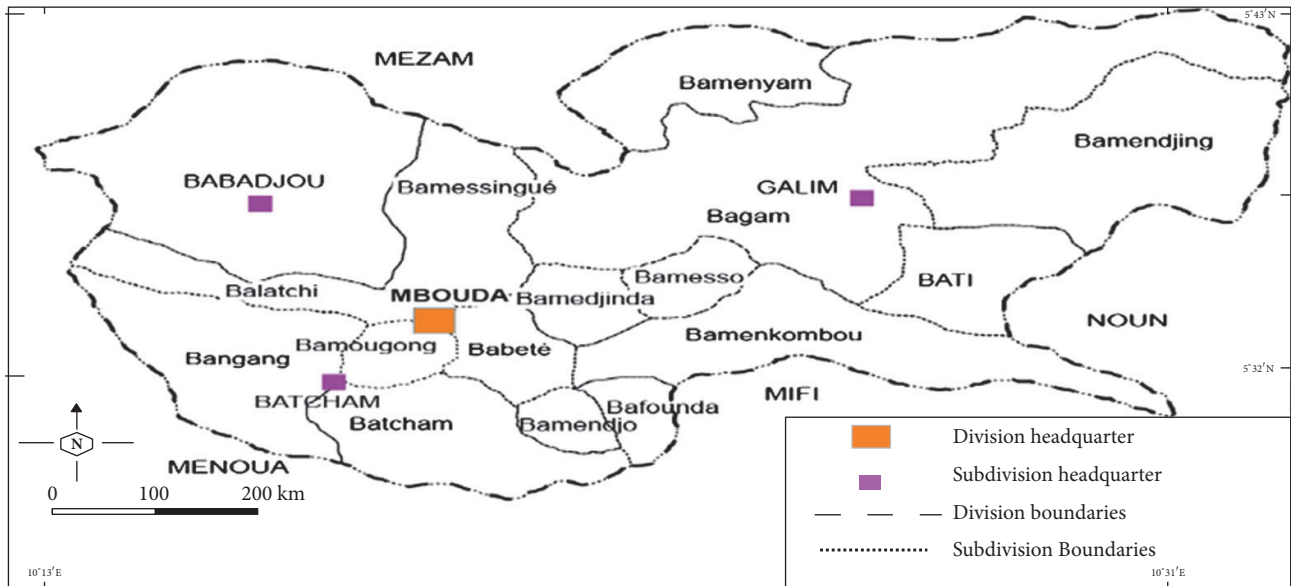 5°43′N
MEZAM
Bamenyam
Bamendjing
BABADJOU
Bamessingué
GALIM
Bagam
Balatchi
MBOUDA
Bamedjinda
Bamesso
BATI
NOUN
Bangang
Bamougong
Babeté
Bamenkombou
5°32′N
BATCHAM
Batcham
Bamendjo
Bafounda
MIFI
N
MENOUA
0 100 200 km
Division headquarter
Subdivision headquarter
Division boundaries
Subdivision Boundaries
10°13′E
10°31′E